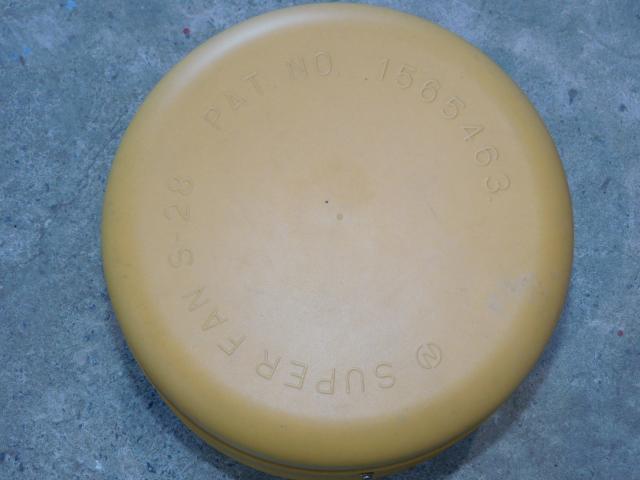 PAT. NO. 1565463.
N SUPER FAN S-28